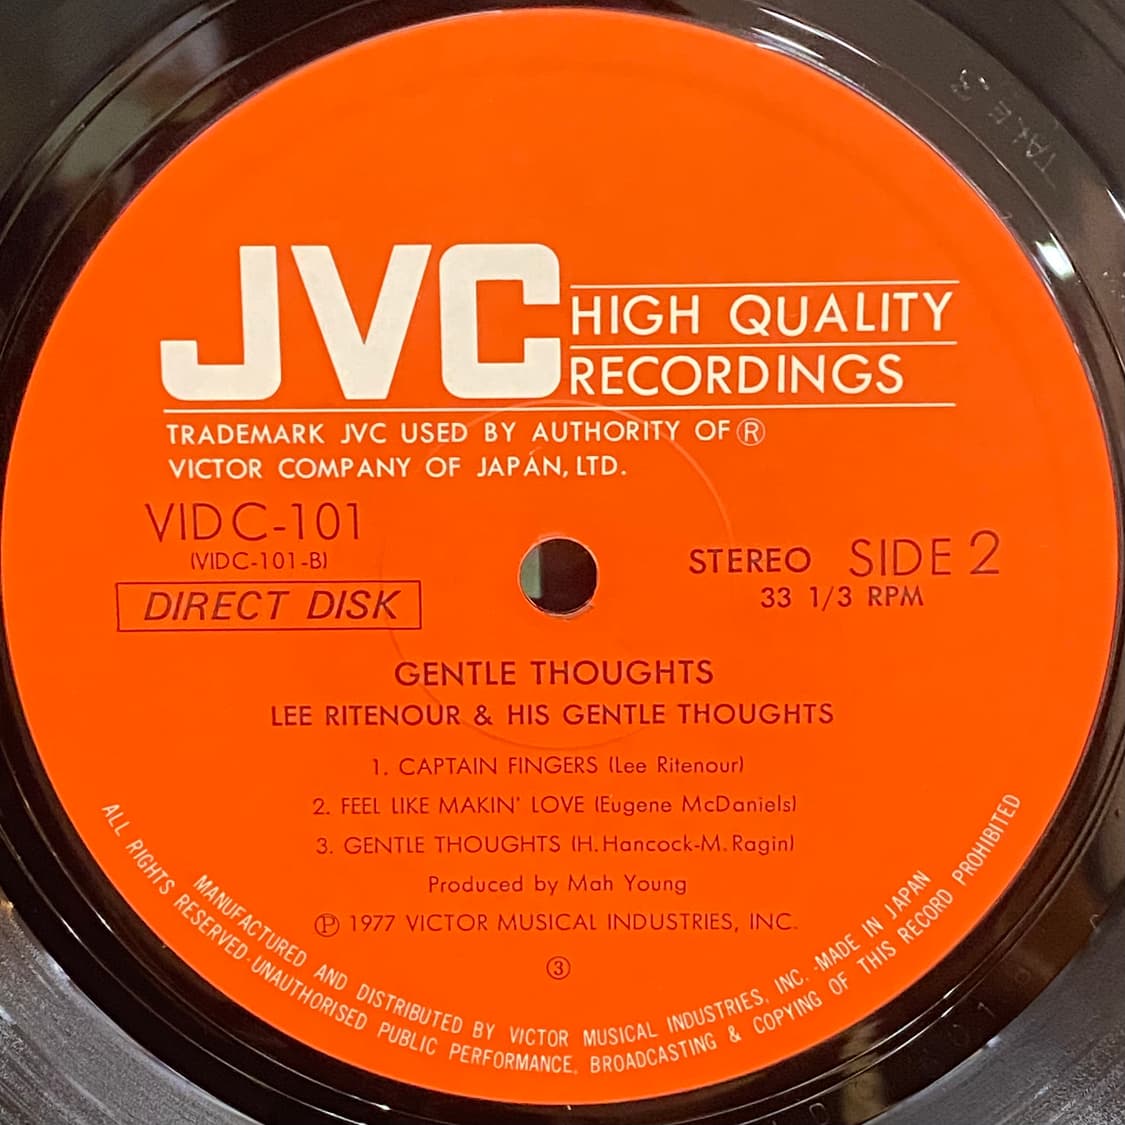 TAKE 3
JVC HIGH QUALITY
RECORDINGS
TRADEMARK JVC USED BY AUTHORITY OF ®
VICTOR COMPANY OF JAPAN, LTD.
VIDC-101
(VIDC-101-B)
DIRECT DISK
STEREO SIDE 2
33 1/3 RPM
GENTLE THOUGHTS
LEE RITENOUR & HIS GENTLE THOUGHTS
1. CAPTAIN FINGERS (Lee Ritenour)
2. FEEL LIKE MAKIN' LOVE (Eugene McDaniels)
3. GENTLE THOUGHTS (H. Hancock-M. Ragin)
Produced by Mah Young
℗ 1977 VICTOR MUSICAL INDUSTRIES, INC.
③
MANUFACTURED AND DISTRIBUTED BY VICTOR MUSICAL INDUSTRIES, INC. -MADE IN JAPAN
ALL RIGHTS RESERVED·UNAUTHORISED PUBLIC PERFORMANCE, BROADCASTING & COPYING OF THIS RECORD PROHIBITED